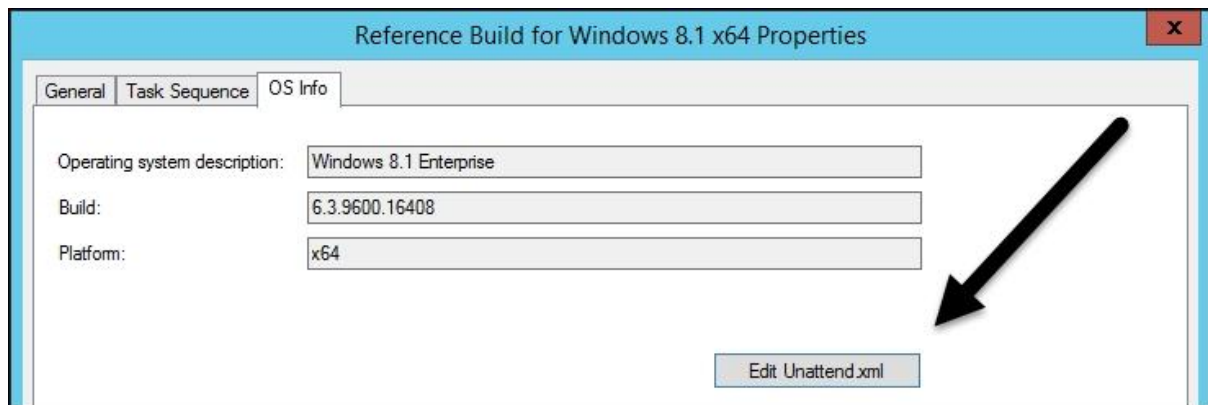 Reference Build for Windows 8.1 x64 Properties
x
General Task Sequence OS Info
Operating system description: Windows 8.1 Enterprise
Build: 6.3.9600.16408
Platform: x64
Edit Unattend.xml